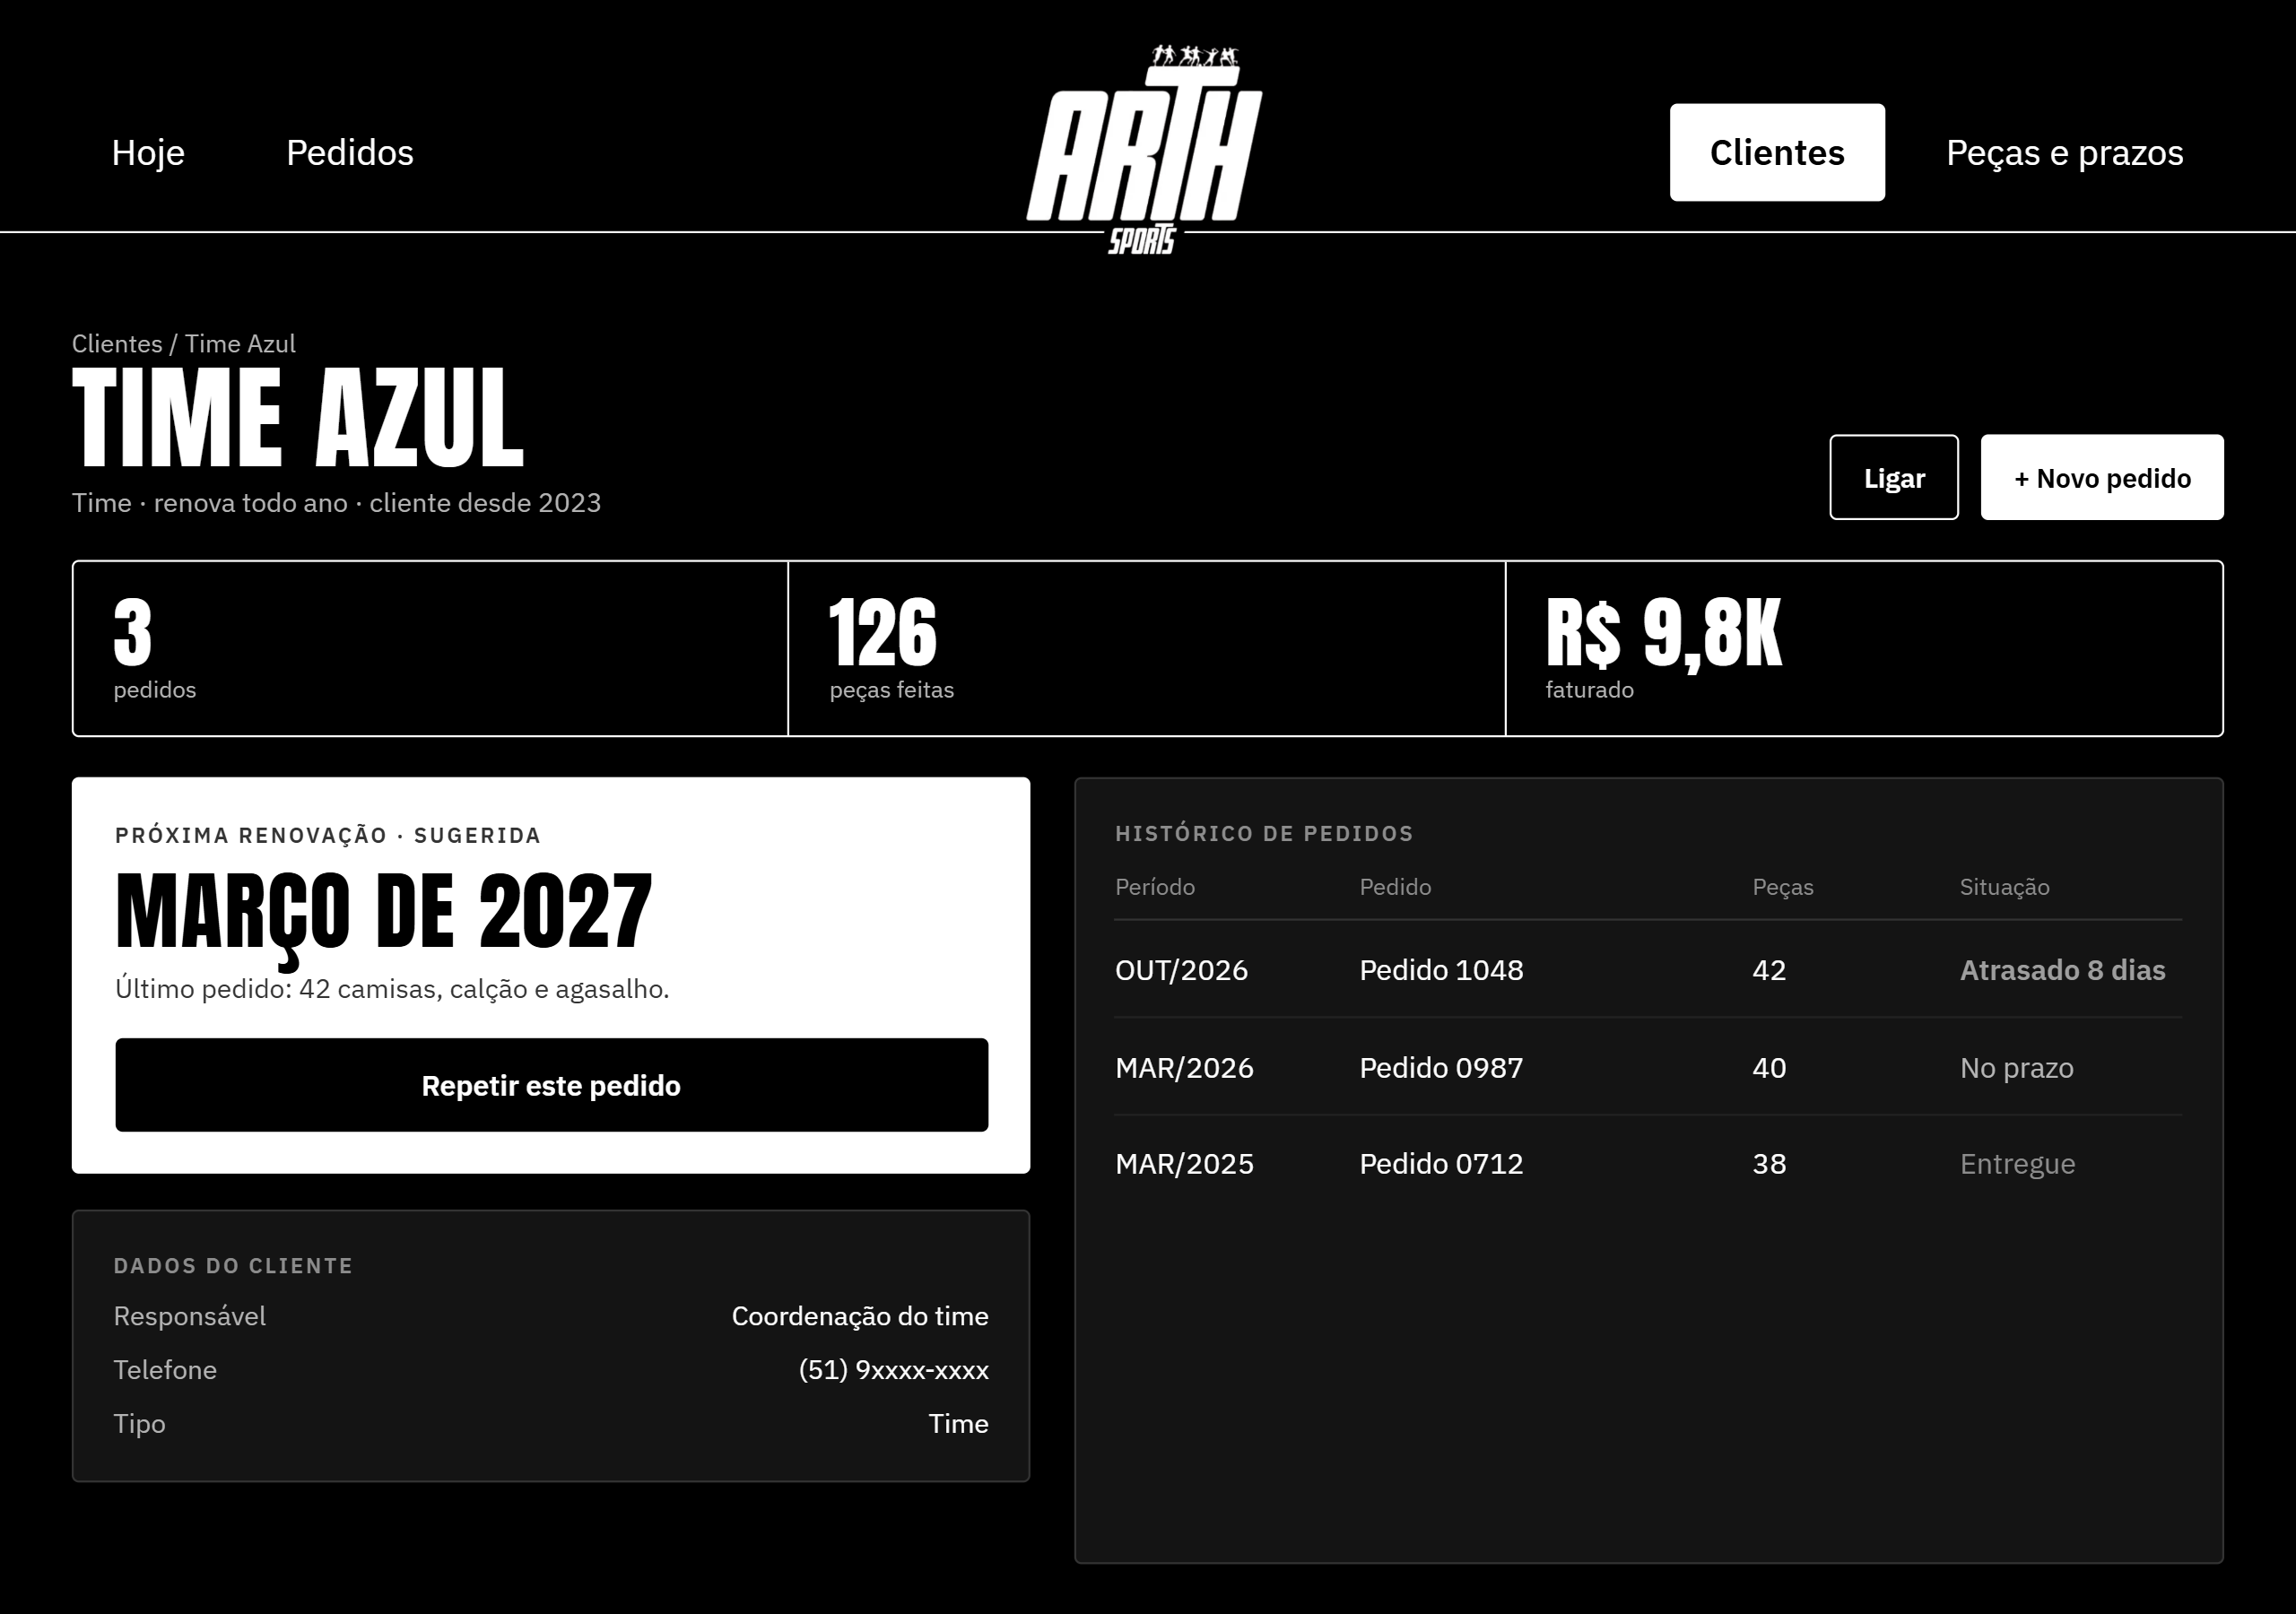 Hoje
Pedidos
ARTH
SPORTS
Clientes
Peças e prazos
Clientes / Time Azul
TIME AZUL
Time · renova todo ano · cliente desde 2023
Ligar
+ Novo pedido
3
pedidos
126
peças feitas
R$ 9,8K
faturado
PRÓXIMA RENOVAÇÃO · SUGERIDA
MARÇO DE 2027
Último pedido: 42 camisas, calção e agasalho.
Repetir este pedido
DADOS DO CLIENTE
Responsável Coordenação do time
Telefone (51) 9xxxx-xxxx
Tipo Time
HISTÓRICO DE PEDIDOS
Período Pedido Peças Situação
OUT/2026 Pedido 1048 42 Atrasado 8 dias
MAR/2026 Pedido 0987 40 No prazo
MAR/2025 Pedido 0712 38 Entregue